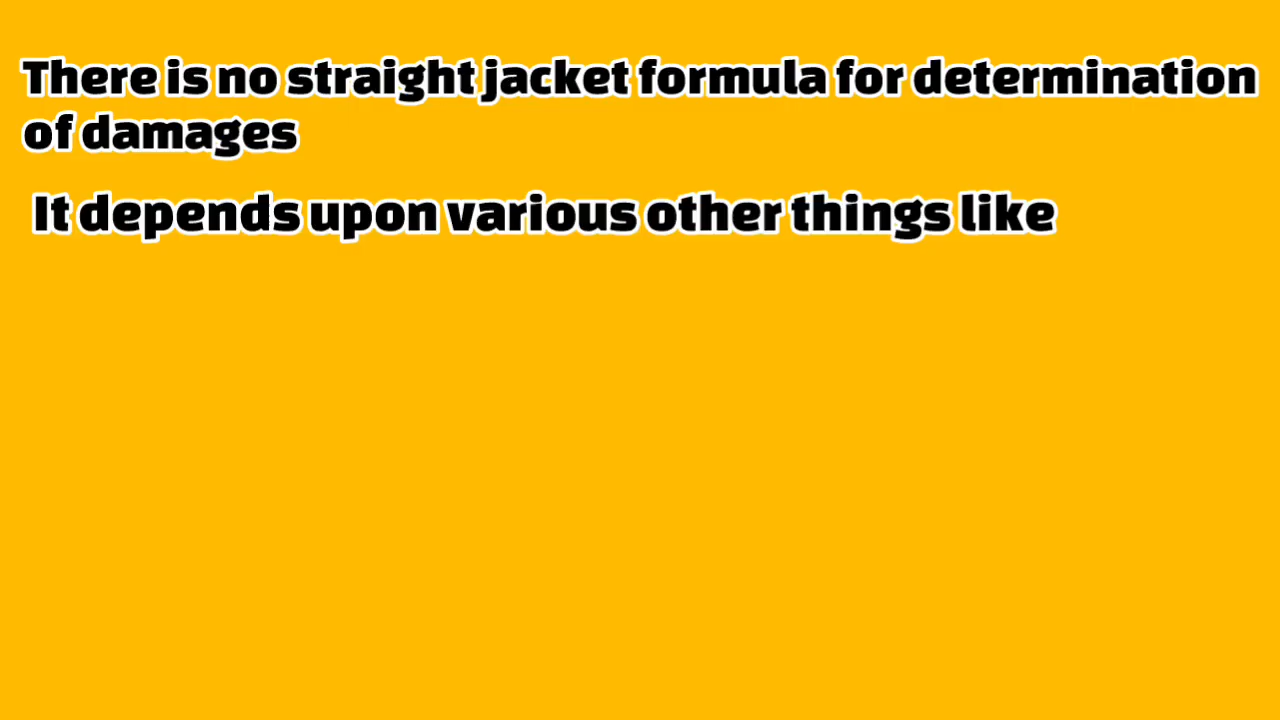 There is no straight jacket formula for determination
of damages
It depends upon various other things like